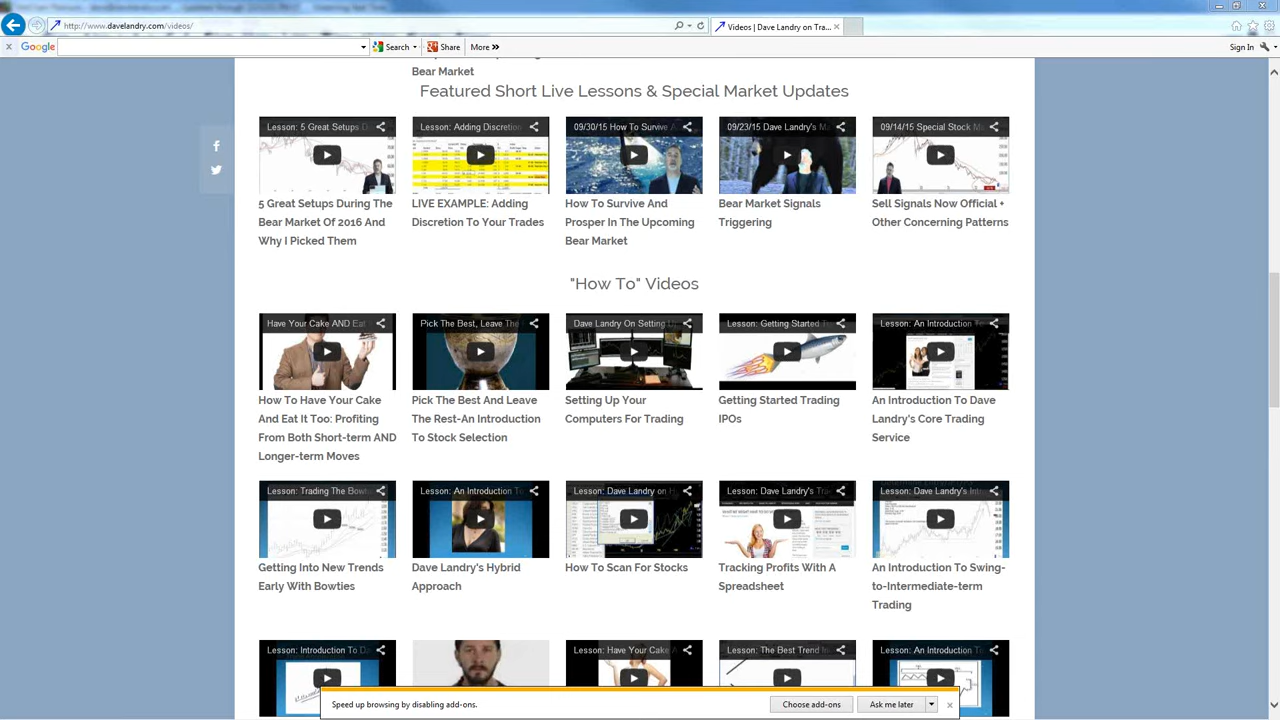 http://www.davelandry.com/videos/
Videos | Dave Landry on Tra...
Google
Search
Share
More »
Sign In
Bear Market
Featured Short Live Lessons & Special Market Updates
Lesson: 5 Great Setups D
Lesson: Adding Discretion
09/30/15 How To Survive A
09/23/15 Dave Landry's Ma
09/14/15 Special Stock M
5 Great Setups During The
Bear Market Of 2016 And
Why I Picked Them
LIVE EXAMPLE: Adding
Discretion To Your Trades
How To Survive And
Prosper In The Upcoming
Bear Market
Bear Market Signals
Triggering
Sell Signals Now Official +
Other Concerning Patterns
"How To" Videos
Have Your Cake AND Eat
Pick The Best, Leave The
Dave Landry On Setting U
Lesson: Getting Started Tr
Lesson: An Introduction T
How To Have Your Cake
And Eat It Too: Profiting
From Both Short-term AND
Longer-term Moves
Pick The Best And Leave
The Rest-An Introduction
To Stock Selection
Setting Up Your
Computers For Trading
Getting Started Trading
IPOs
An Introduction To Dave
Landry's Core Trading
Service
Lesson: Trading The Bowt
Lesson: An Introduction To
Lesson: Dave Landry on H
Lesson: Dave Landry's Tra
Lesson: Dave Landry's Int
Getting Into New Trends
Early With Bowties
Dave Landry's Hybrid
Approach
How To Scan For Stocks
Tracking Profits With A
Spreadsheet
An Introduction To Swing-
to-Intermediate-term
Trading
Lesson: Introduction To D
Lesson: Have Your Cake
Lesson: The Best Trend In
Lesson: An Introduction T
Speed up browsing by disabling add-ons.
Choose add-ons
Ask me later